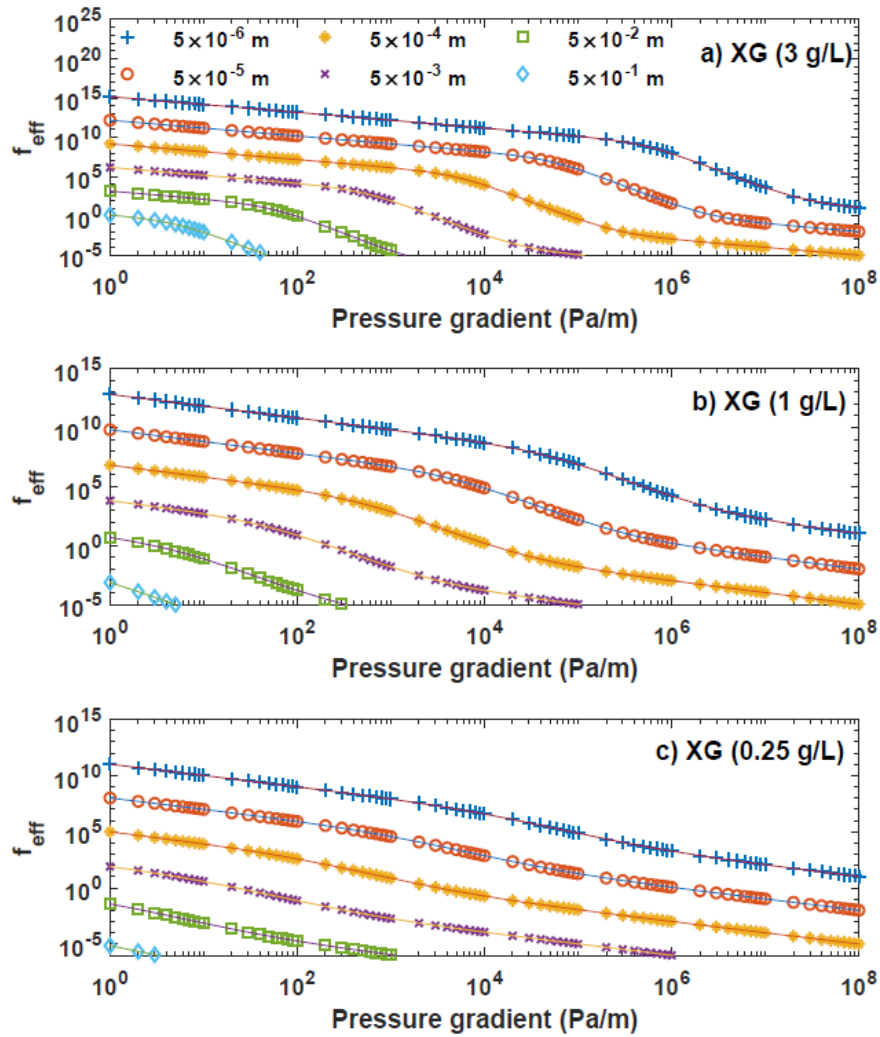 10^25
10^20
10^15
10^10
10^5
10^0
10^-5
f_eff
5×10^-6 m
5×10^-4 m
5×10^-2 m
5×10^-5 m
5×10^-3 m
5×10^-1 m
a) XG (3 g/L)
10^0 10^2 10^4 10^6 10^8
Pressure gradient (Pa/m)
10^15
10^10
10^5
10^0
10^-5
f_eff
b) XG (1 g/L)
10^0 10^2 10^4 10^6 10^8
Pressure gradient (Pa/m)
10^15
10^10
10^5
10^0
10^-5
f_eff
c) XG (0.25 g/L)
10^0 10^2 10^4 10^6 10^8
Pressure gradient (Pa/m)